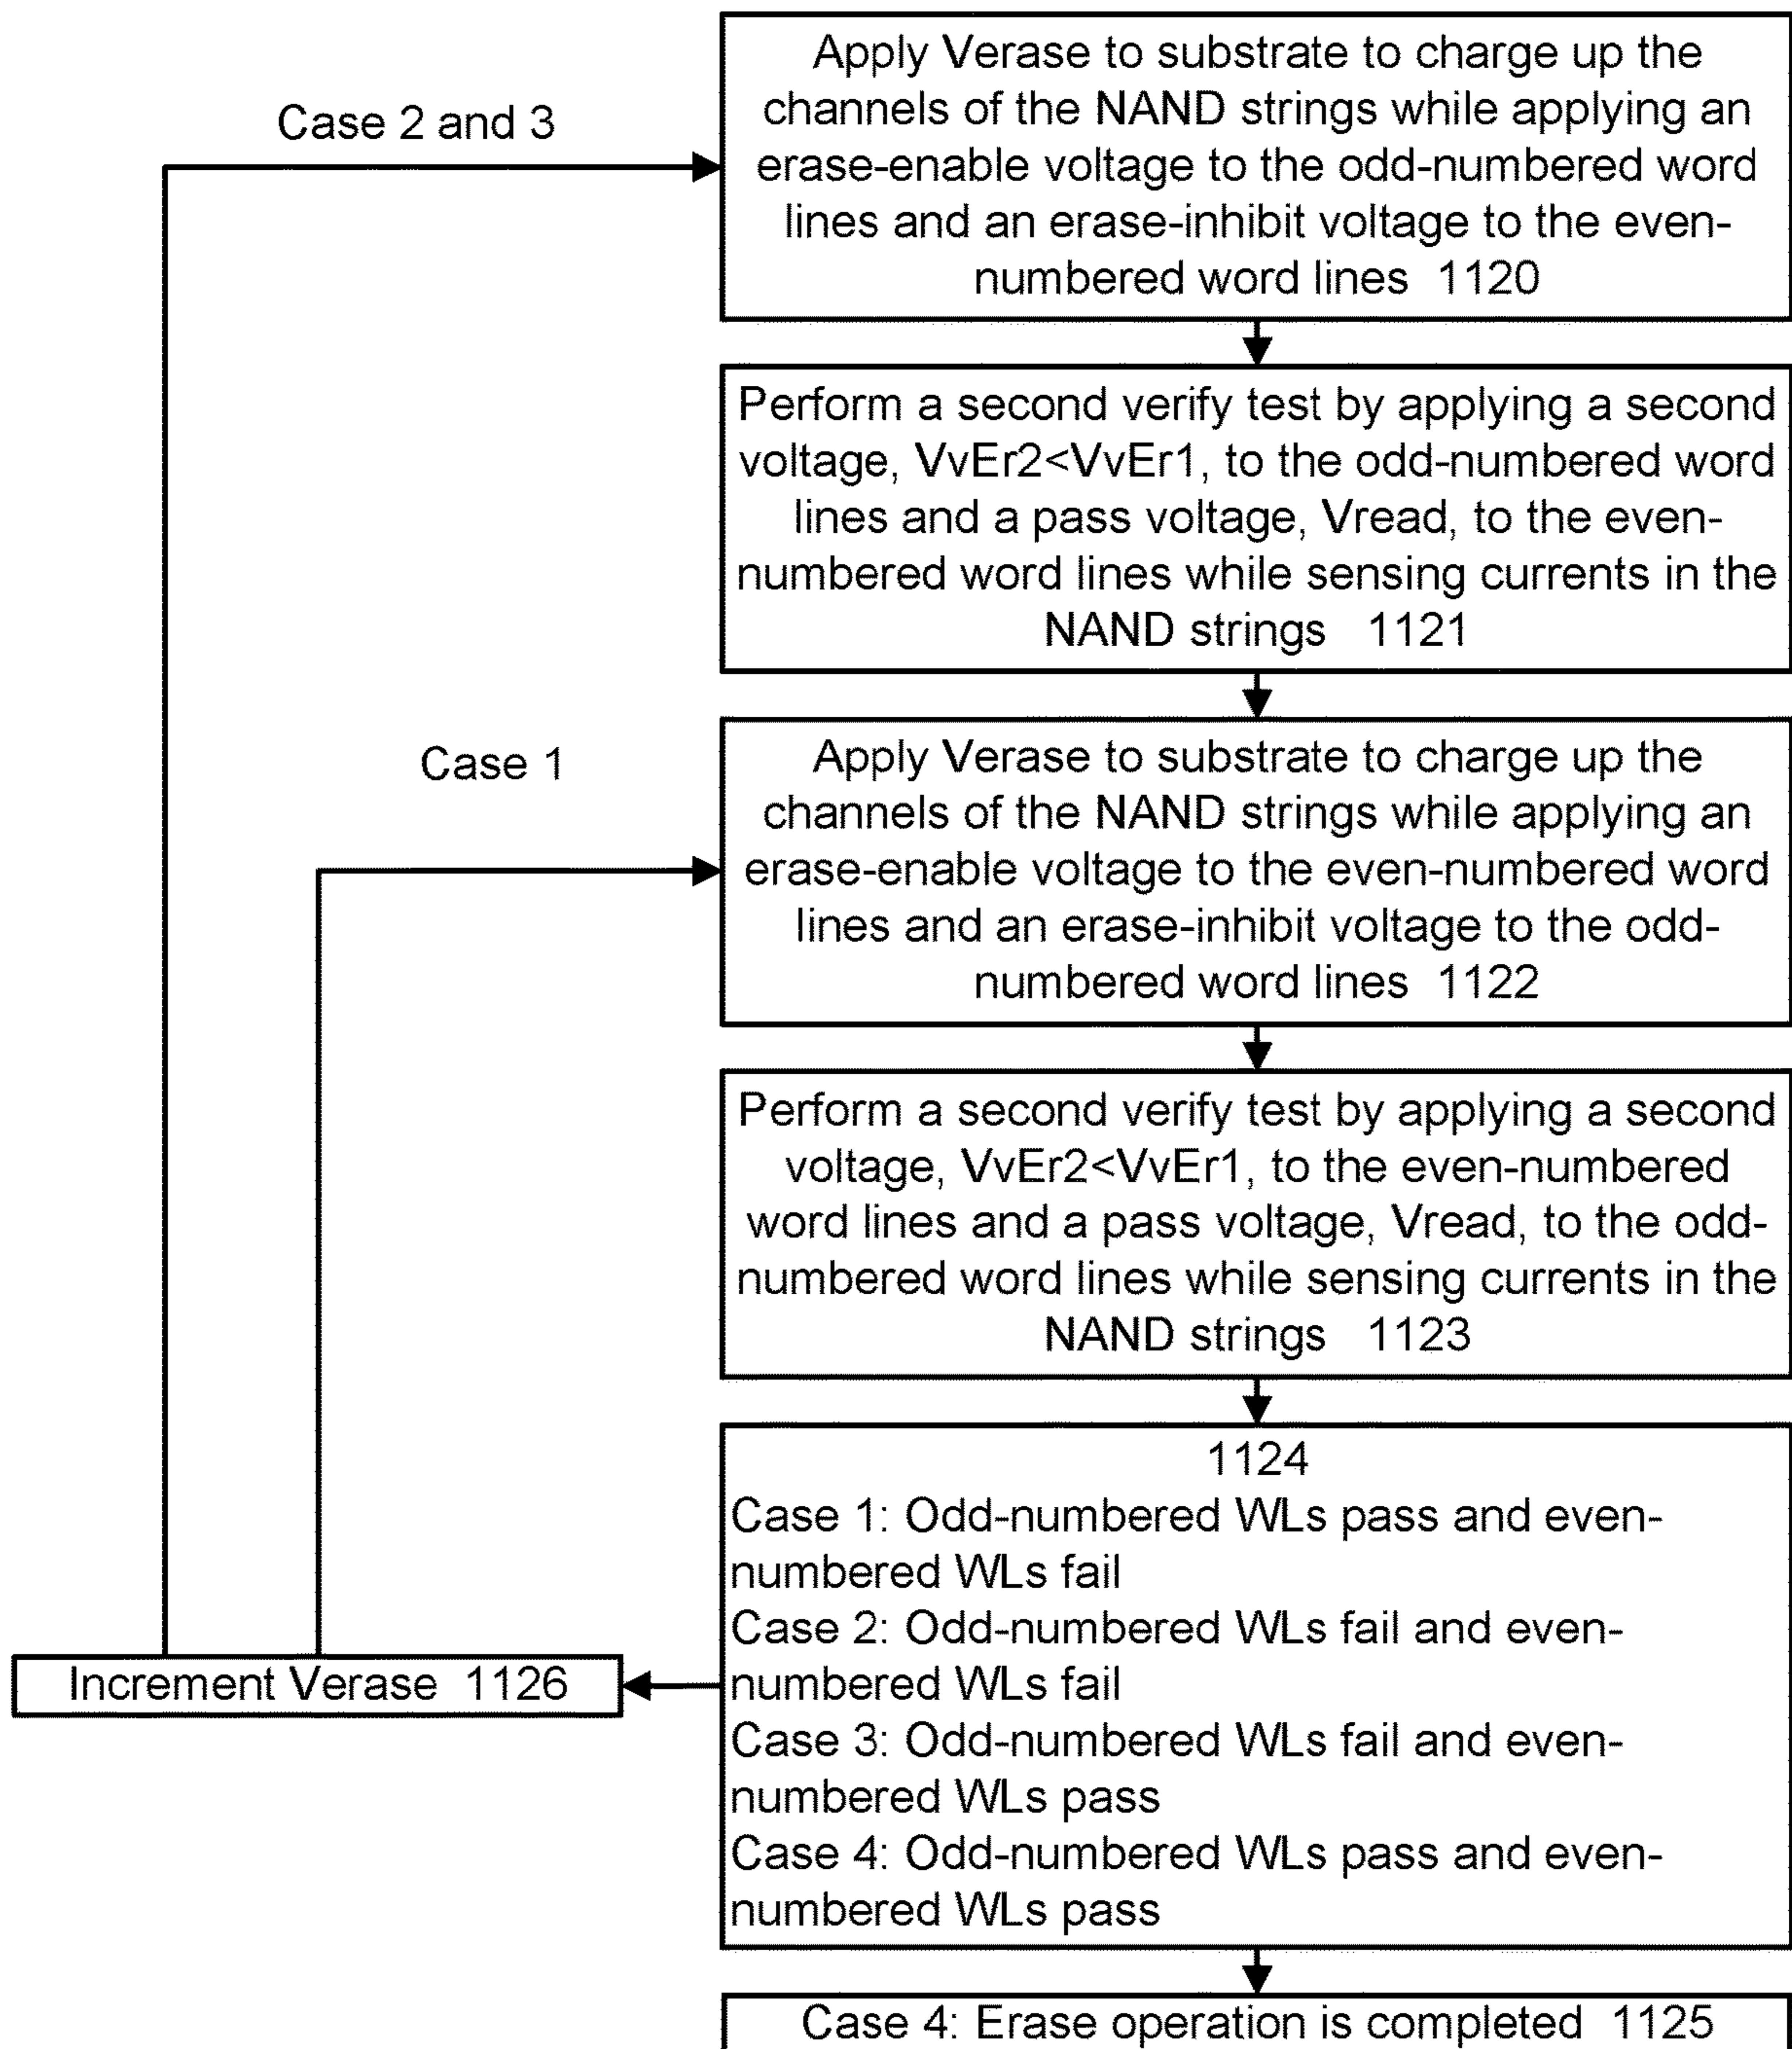 Apply Verase to substrate to charge up the
channels of the NAND strings while applying an
erase-enable voltage to the odd-numbered word
lines and an erase-inhibit voltage to the even-
numbered word lines 1120
Case 2 and 3
Perform a second verify test by applying a second
voltage, VvEr2<VvEr1, to the odd-numbered word
lines and a pass voltage, Vread, to the even-
numbered word lines while sensing currents in the
NAND strings 1121
Case 1
Apply Verase to substrate to charge up the
channels of the NAND strings while applying an
erase-enable voltage to the even-numbered word
lines and an erase-inhibit voltage to the odd-
numbered word lines 1122
Perform a second verify test by applying a second
voltage, VvEr2<VvEr1, to the even-numbered
word lines and a pass voltage, Vread, to the odd-
numbered word lines while sensing currents in the
NAND strings 1123
1124
Case 1: Odd-numbered WLs pass and even-
numbered WLs fail
Case 2: Odd-numbered WLs fail and even-
numbered WLs fail
Case 3: Odd-numbered WLs fail and even-
numbered WLs pass
Case 4: Odd-numbered WLs pass and even-
numbered WLs pass
Increment Verase 1126
Case 4: Erase operation is completed 1125